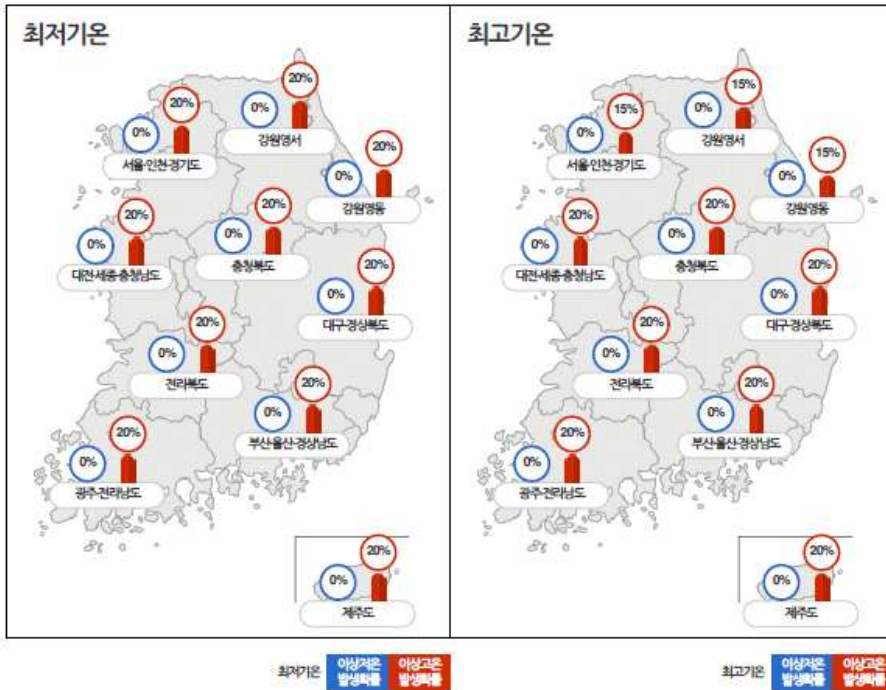 최저기온
20%
0%
강원영서
20%
0%
서울·인천·경기도
20%
0%
강원영동
20%
0%
대전·세종·충청남도
20%
0%
충청북도
20%
0%
대구·경상북도
20%
0%
전라북도
20%
0%
부산·울산·경상남도
20%
0%
광주·전라남도
20%
0%
제주도
최저기온
이상저온
발생확률
이상고온
발생확률
최고기온
15%
0%
강원영서
15%
0%
서울·인천·경기도
15%
0%
강원영동
20%
0%
대전·세종·충청남도
20%
0%
충청북도
20%
0%
대구·경상북도
20%
0%
전라북도
20%
0%
부산·울산·경상남도
20%
0%
광주·전라남도
20%
0%
제주도
최고기온
이상저온
발생확률
이상고온
발생확률